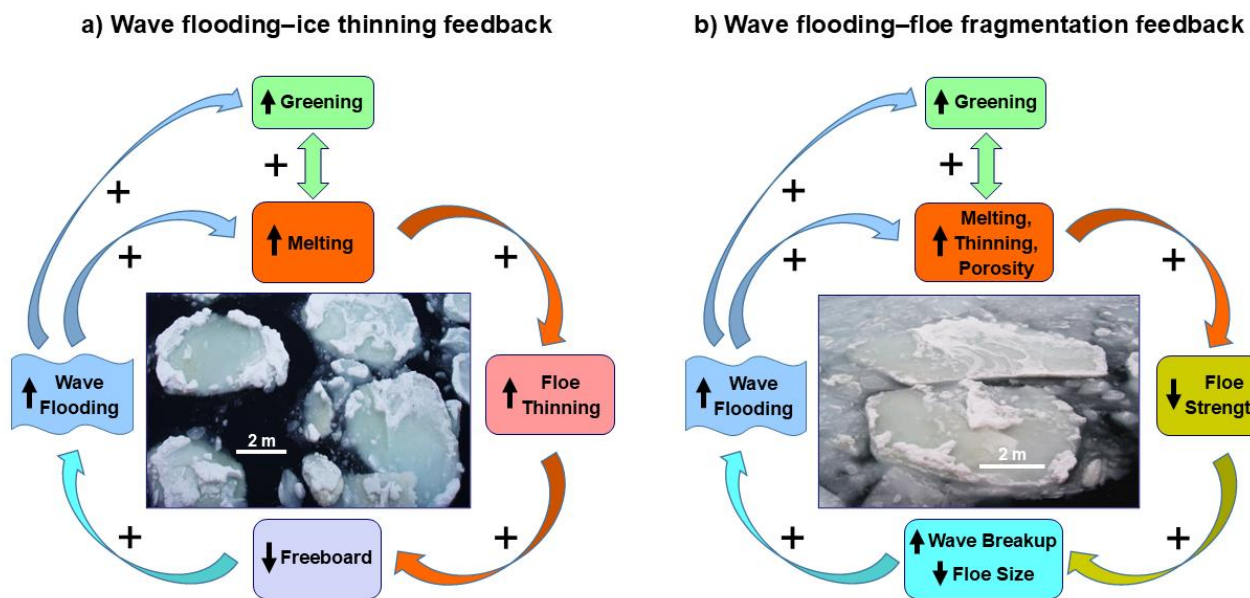 a) Wave flooding–ice thinning feedback
↑ Greening
+
+
↑ Melting
+
+
↑ Wave
Flooding
↑ Floe
Thinning
2 m
+
+
↓ Freeboard
b) Wave flooding–floe fragmentation feedback
↑ Greening
+
+
↑ Melting,
Thinning,
Porosity
+
+
↑ Wave
Flooding
↓ Floe
Strengt
2 m
+
+
↑ Wave Breakup
↓ Floe Size